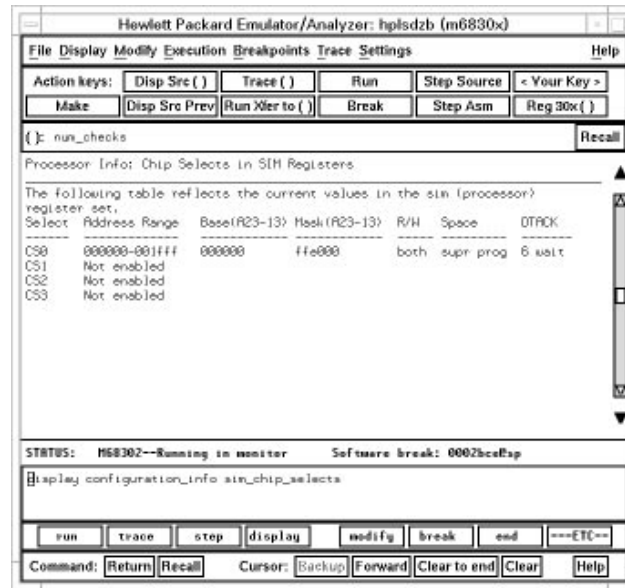 Hewlett Packard Emulator/Analyzer: hplsdzb (m6830x)
File Display Modify Execution Breakpoints Trace Settings Help
Action keys: Disp Src ( ) Trace ( ) Run Step Source < Your Key >
Make Disp Src Prev Run Xfer to ( ) Break Step Asm Reg 30x ( )
( ): num_checks Recall
Processor Info: Chip Selects in SIM Registers
The following table reflects the current values in the sim (processor)
register set.
Select Address Range Base(A23-13) Mask(A23-13) R/W Space DTACK
------ ------------- ------------ ------------ --- ----- -----
CS0 000000-001fff 000000 ffe000 both supr prog 6 wait
CS1 Not enabled
CS2 Not enabled
CS3 Not enabled
STATUS: M68302--Running in monitor Software break: 0002bce@sp
display configuration_info sim_chip_selects
run trace step display modify break end ---ETC--
Command: Return Recall Cursor: Backup Forward Clear to end Clear Help